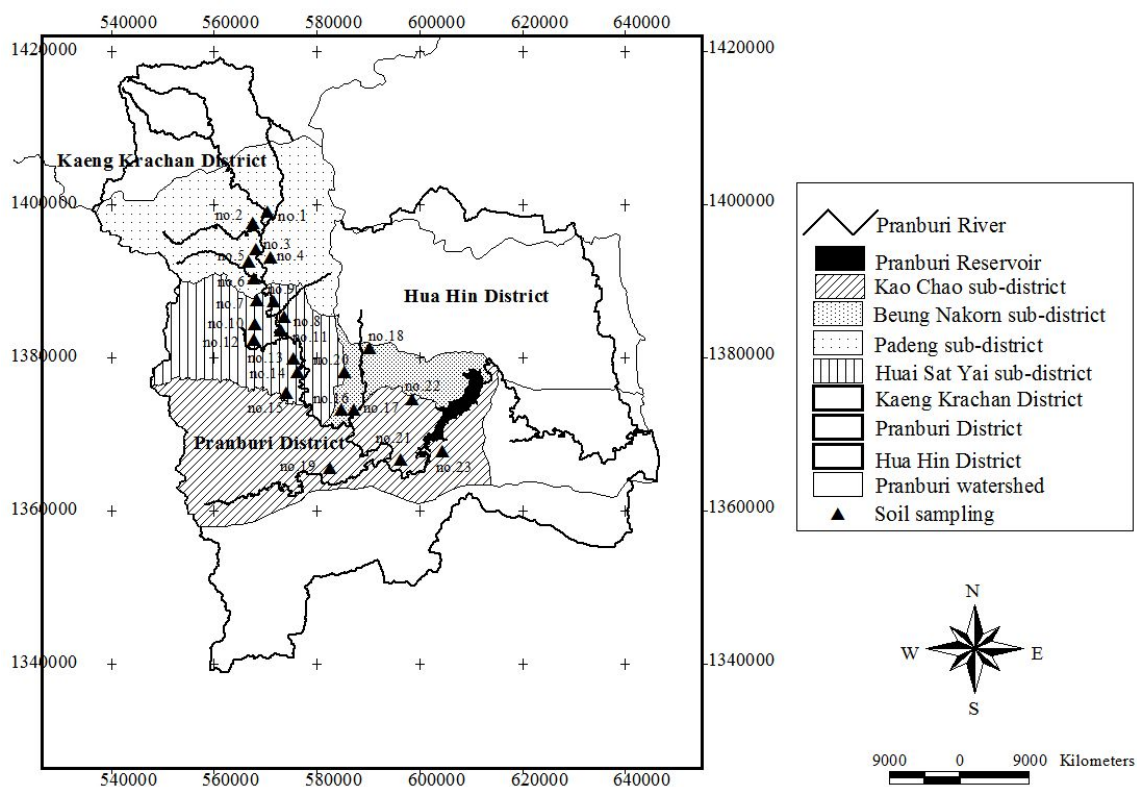 540000 560000 580000 600000 620000 640000
1420000 1420000
Kaeng Krachan District
1400000 1400000
no.2 no.1
no.3
no.5 no.4
no.6
no.9
no.7
Hua Hin District
no.10 no.8
no.11 no.18
no.12
1380000 1380000
no.13 no.20
no.14
no.22
no.15 no.16
no.17
Pranburi District no.21
no.19 no.23
1360000 1360000
1340000 1340000
540000 560000 580000 600000 620000 640000
Pranburi River
Pranburi Reservoir
Kao Chao sub-district
Beung Nakorn sub-district
Padeng sub-district
Huai Sat Yai sub-district
Kaeng Krachan District
Pranburi District
Hua Hin District
Pranburi watershed
Soil sampling
N
W E
S
9000 0 9000 Kilometers